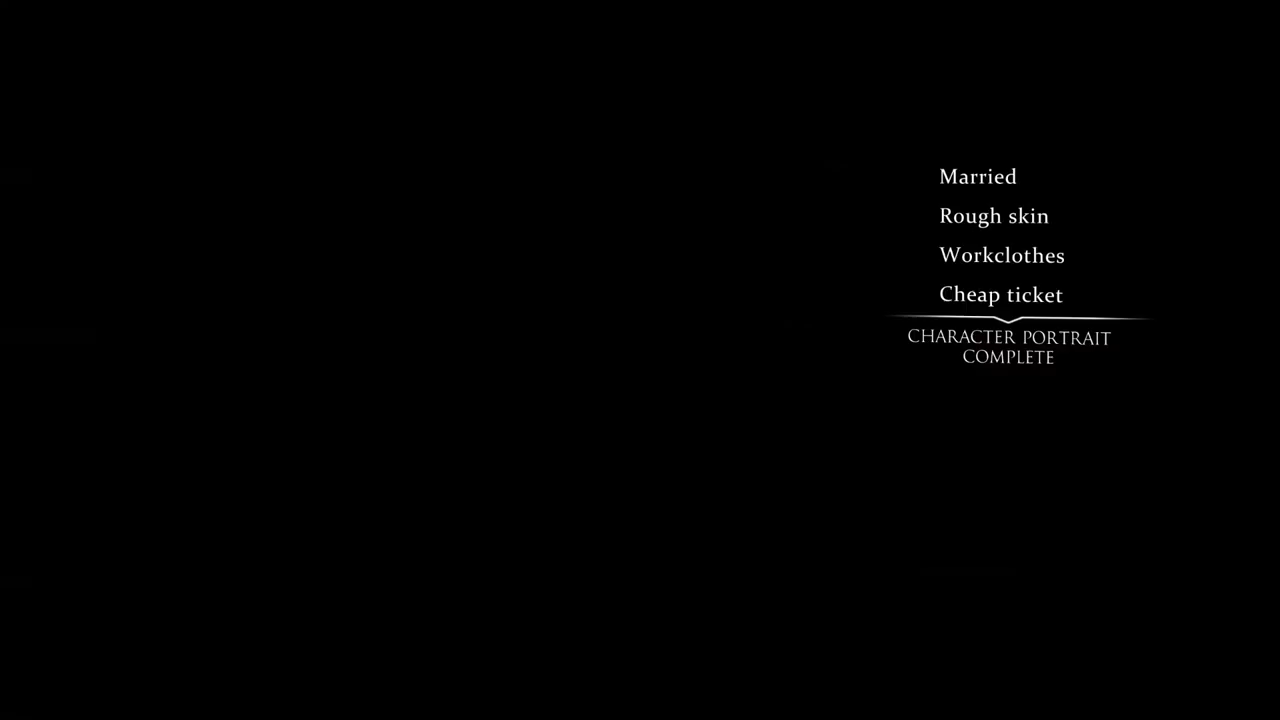 Married
Rough skin
Workclothes
Cheap ticket
CHARACTER PORTRAIT
COMPLETE